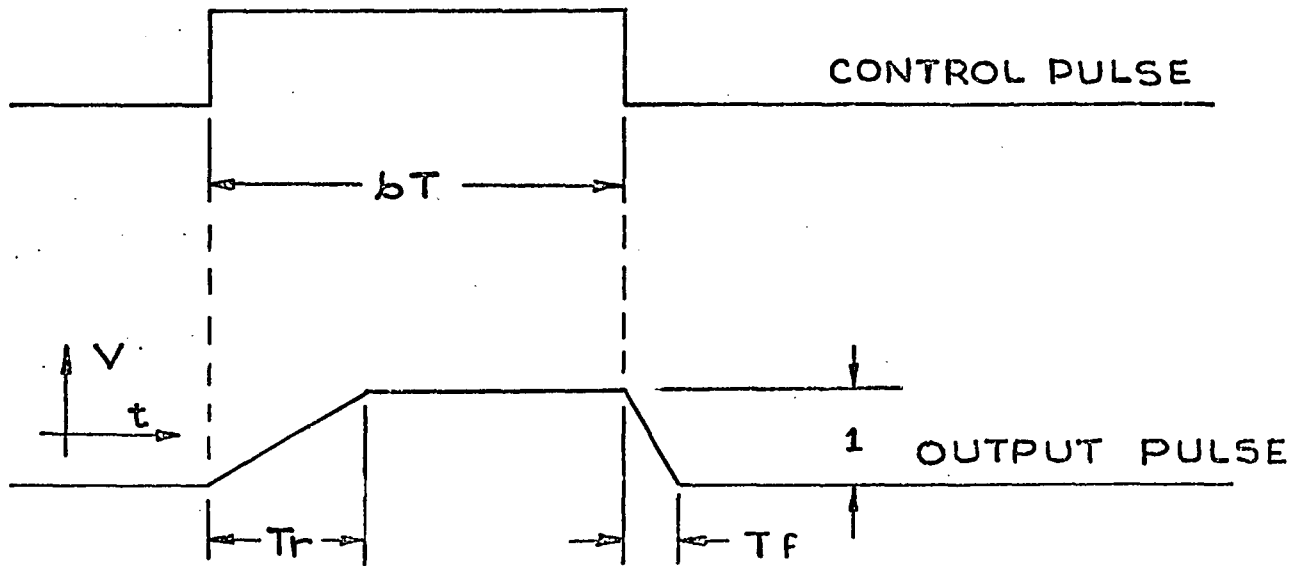 CONTROL PULSE
bT
V
t
1
OUTPUT PULSE
Tr
Tf